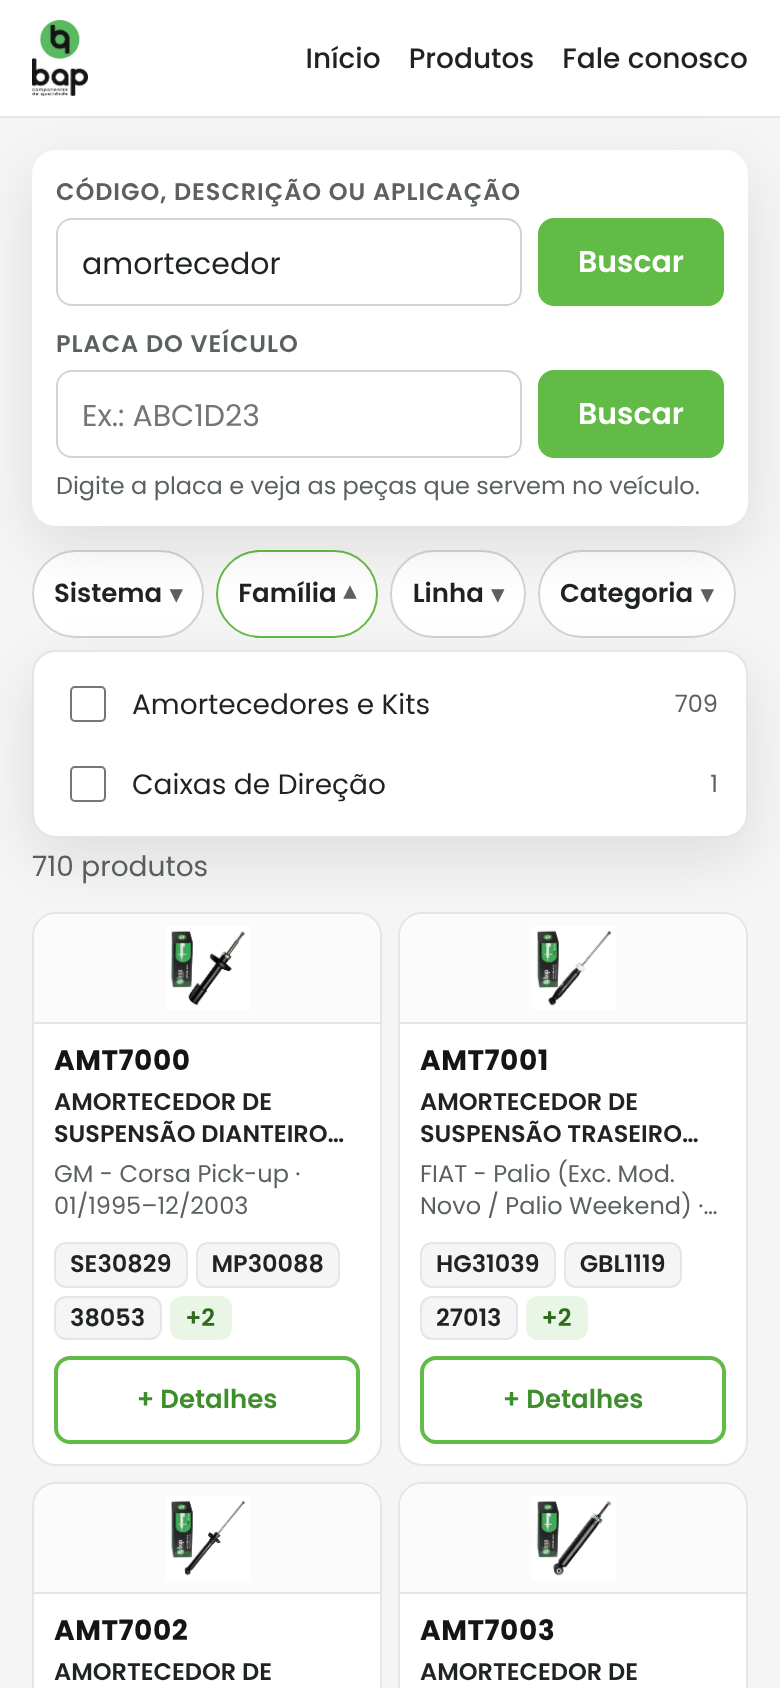 bap
componentes
de qualidade
Início Produtos Fale conosco
CÓDIGO, DESCRIÇÃO OU APLICAÇÃO
amortecedor
Buscar
PLACA DO VEÍCULO
Ex.: ABC1D23
Buscar
Digite a placa e veja as peças que servem no veículo.
Sistema ▾ Família ▴ Linha ▾ Categoria ▾
Amortecedores e Kits 709
Caixas de Direção 1
710 produtos
AMT7000
AMORTECEDOR DE
SUSPENSÃO DIANTEIRO…
GM - Corsa Pick-up ·
01/1995–12/2003
SE30829 MP30088
38053 +2
+ Detalhes
AMT7001
AMORTECEDOR DE
SUSPENSÃO TRASEIRO…
FIAT - Palio (Exc. Mod.
Novo / Palio Weekend) ·…
HG31039 GBL1119
27013 +2
+ Detalhes
AMT7002
AMORTECEDOR DE
AMT7003
AMORTECEDOR DE